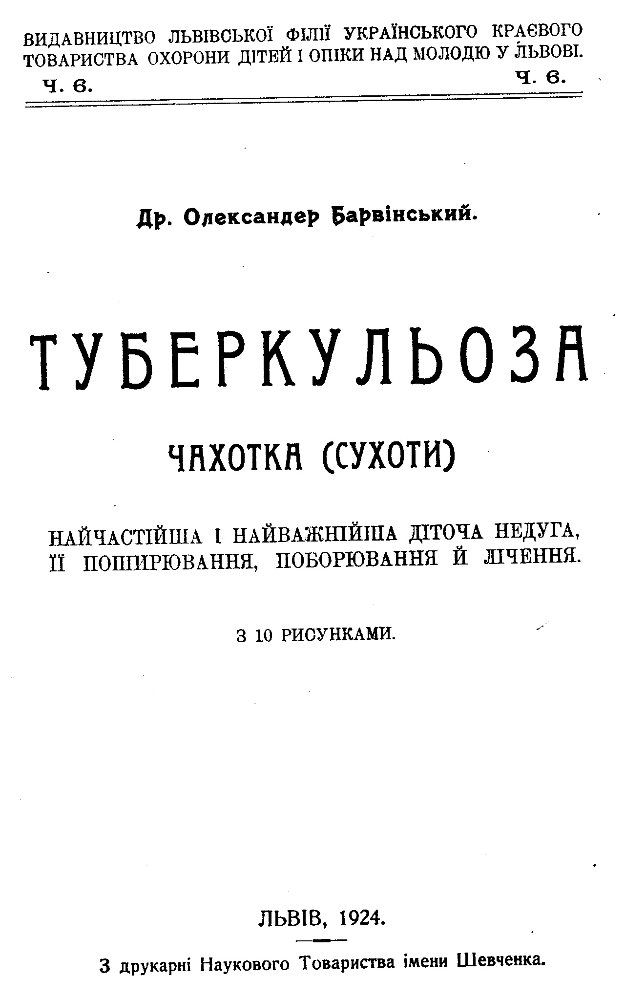 ВИДАВНИЦТВО ЛЬВІВСЬКОЇ ФІЛІЇ УКРАЇНСЬКОГО КРАЄВОГО
ТОВАРИСТВА ОХОРОНИ ДІТЕЙ І ОПІКИ НАД МОЛОДЮ У ЛЬВОВІ.
Ч. 6. Ч. 6.
Др. Олександер Барвінський.
ТУБЕРКУЛЬОЗА
ЧАХОТКА (СУХОТИ)
НАЙЧАСТІЙША І НАЙВАЖНІЙША ДІТОЧА НЕДУГА,
ЇЇ ПОШИРЮВАННЯ, ПОБОРЮВАННЯ Й ЛІЧЕННЯ.
З 10 РИСУНКАМИ.
ЛЬВІВ, 1924.
З друкарні Наукового Товариства імени Шевченка.